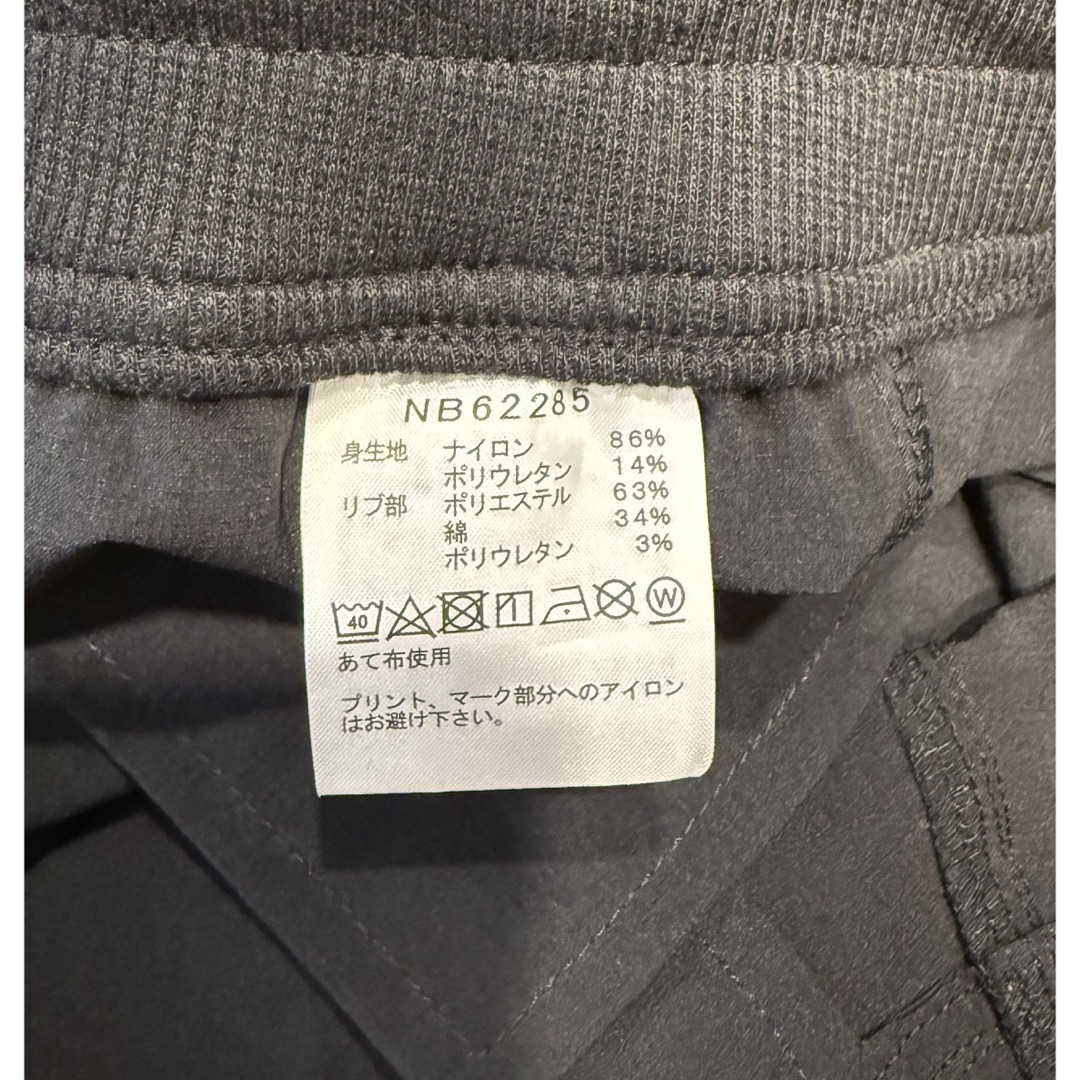 NB62285
身生地 ナイロン 86%
ポリウレタン 14%
リブ部 ポリエステル 63%
綿 34%
ポリウレタン 3%
40 W
あて布使用
プリント、マーク部分へのアイロン
はお避け下さい。